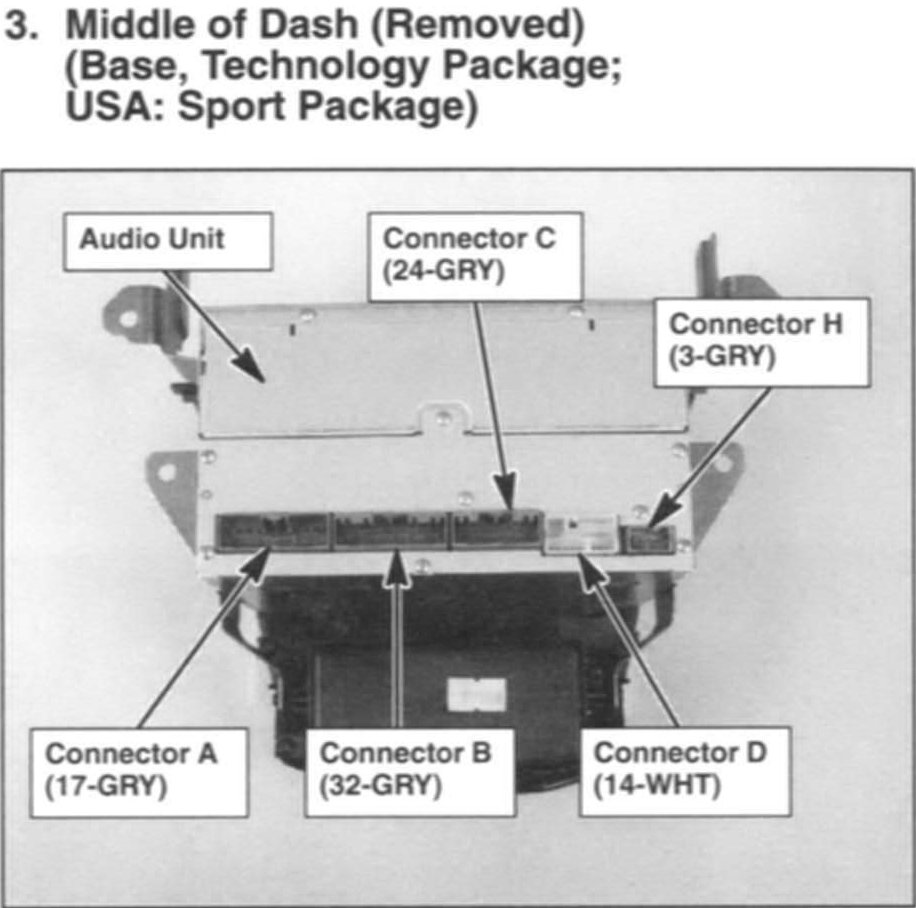 3. Middle of Dash (Removed)
(Base, Technology Package;
USA: Sport Package)
Audio Unit
Connector C
(24-GRY)
Connector H
(3-GRY)
Connector A
(17-GRY)
Connector B
(32-GRY)
Connector D
(14-WHT)